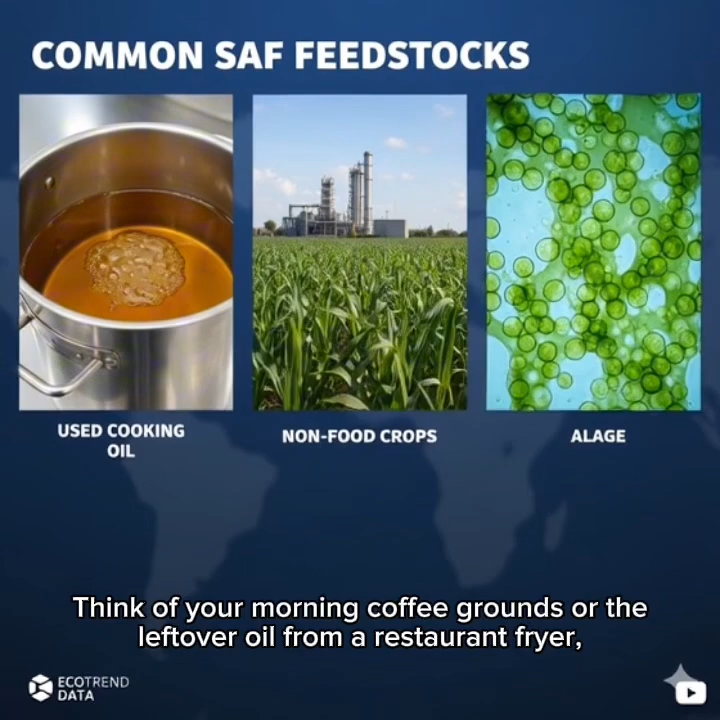 COMMON SAF FEEDSTOCKS
USED COOKING
OIL
NON-FOOD CROPS
ALAGE
Think of your morning coffee grounds or the
leftover oil from a restaurant fryer,
ECOTREND
DATA